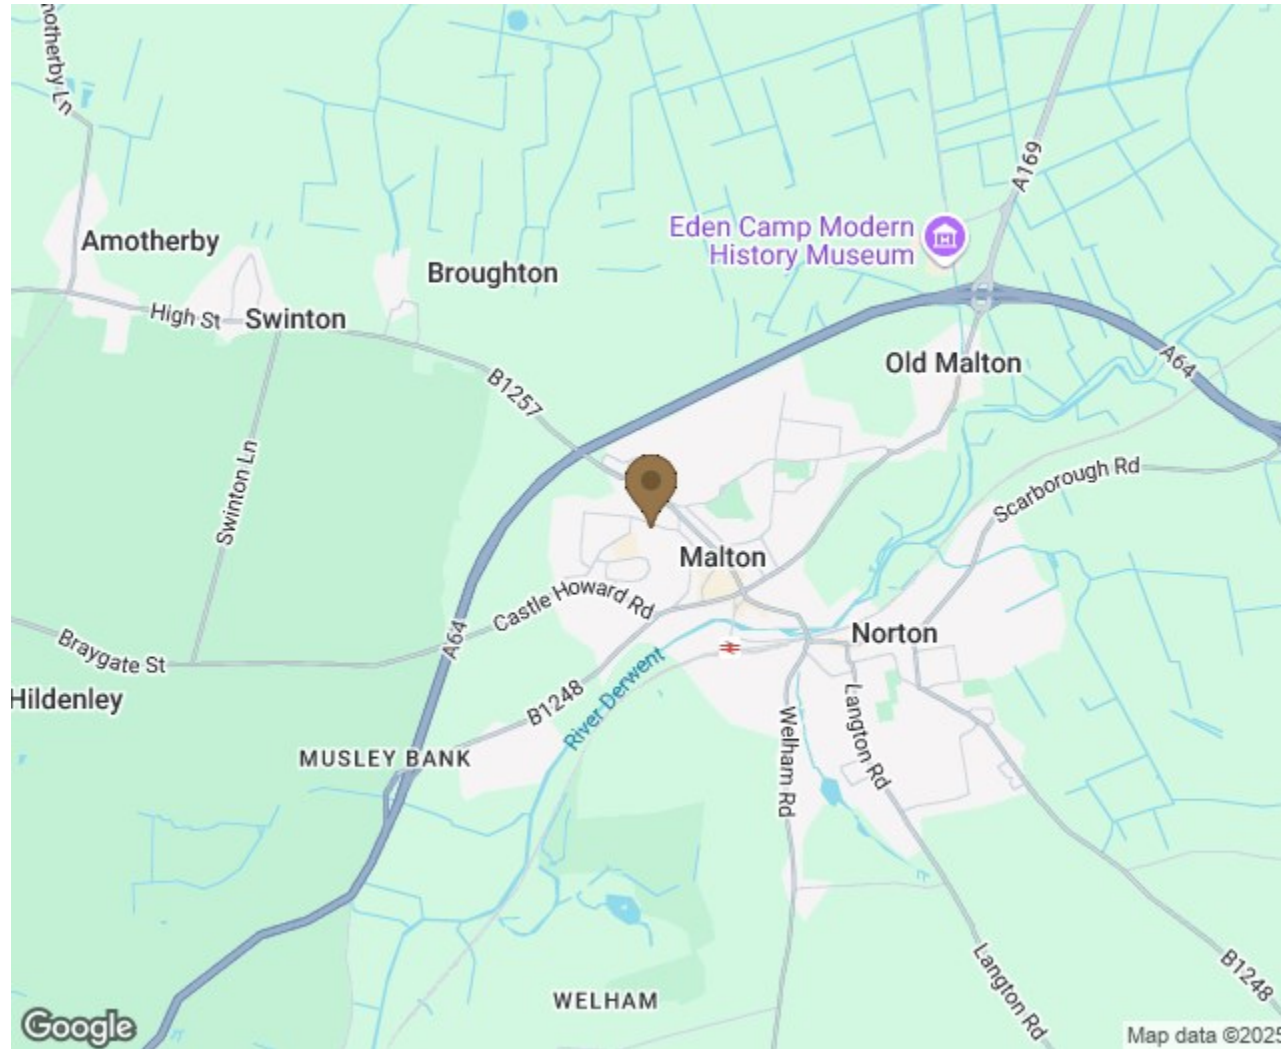 notherby Ln
A169
Eden Camp Modern
History Museum
Amotherby
Broughton
High St
Swinton
Old Malton
A64
B1257
Swinton Ln
Scarborough Rd
Malton
Castle Howard Rd
A64
Norton
Braygate St
River Derwent
Hildenley
B1248
Langton Rd
Welham Rd
MUSLEY BANK
B1248
Langton Rd
WELHAM
Google
Map data ©2025